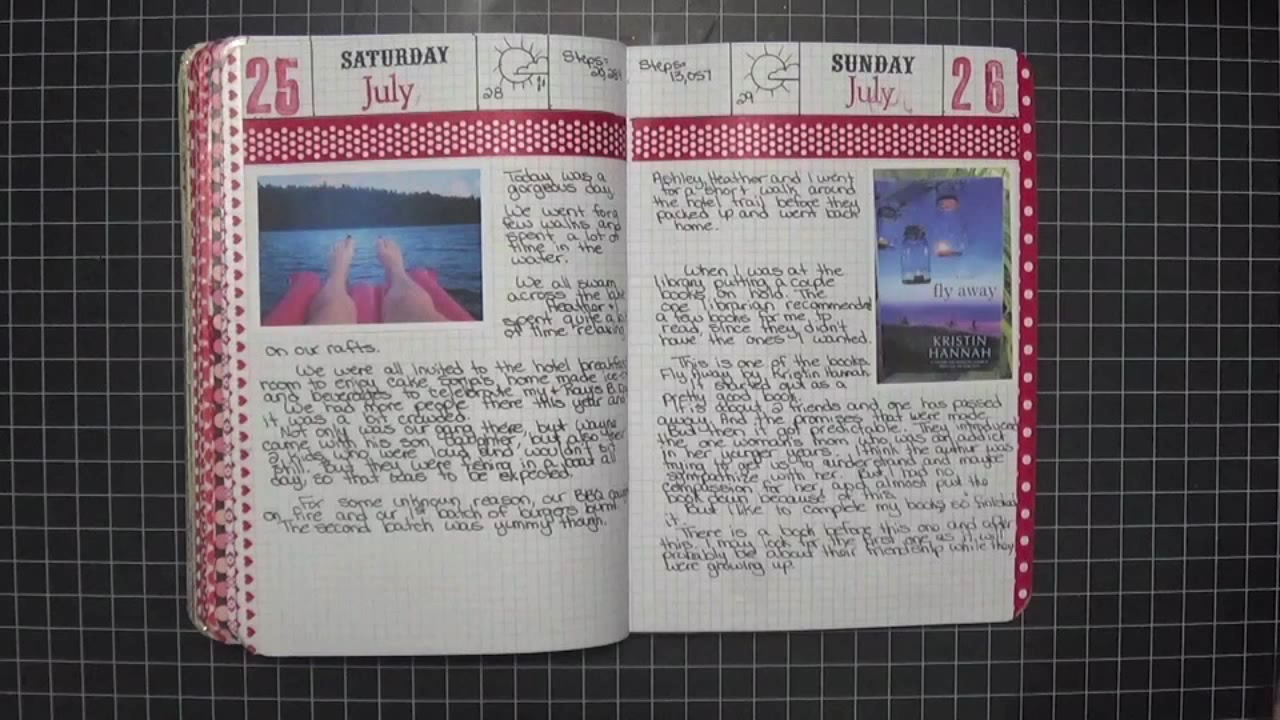 25
SATURDAY
July
28
Steps=
Today was a
gorgeous day.
We went for a
few walks and
spent a lot of
time in the
water.
We all swam
across the lake
Heather +
spent quite a bit
of time relaxing
on our rafts.
We were all invited to the hotel breakfast
room to enjoy cake, home made ice-
and beverages to celebrate my + Ray's
We had more people there this year and
it was a bit crowded.
Not only was our gang there, but Wayne
came with his son, daughter, but also their
2 kids who were loud and wouldn't sit
still. But they were fishing in a boat all
day, so that was to be expected.
For some unknown reason, our BBQ
on fire and our 1st batch of burgers burnt.
The second batch was yummy though.
Steps=
13,057
29
SUNDAY
July
26
Ashley, Heather and I went
for a short walk around
the hotel trail before they
packed up and went back
home.
When I was at the
library putting a couple
books on hold. The
one librarian recommended
a few books for me to
read, since they didn't
have the ones I wanted.
This is one of the books.
Fly Away by Kristin Hannah
It started out as a
pretty good book.
It is about 2 friends and one has passed
away. And the promises that were made.
But then it got predictable. They introduced
the one woman's mom who was an addict
in her younger years. I think the author was
trying to get us to understand and maybe
sympathize with her. But I had no
compassion for her, and almost put the
book down because of this.
But I like to complete my books so finished
it.
There is a book before this one and after
this. I may look for the first one as it will
probably be about their friendship while they
were growing up.
fly away
KRISTIN
HANNAH